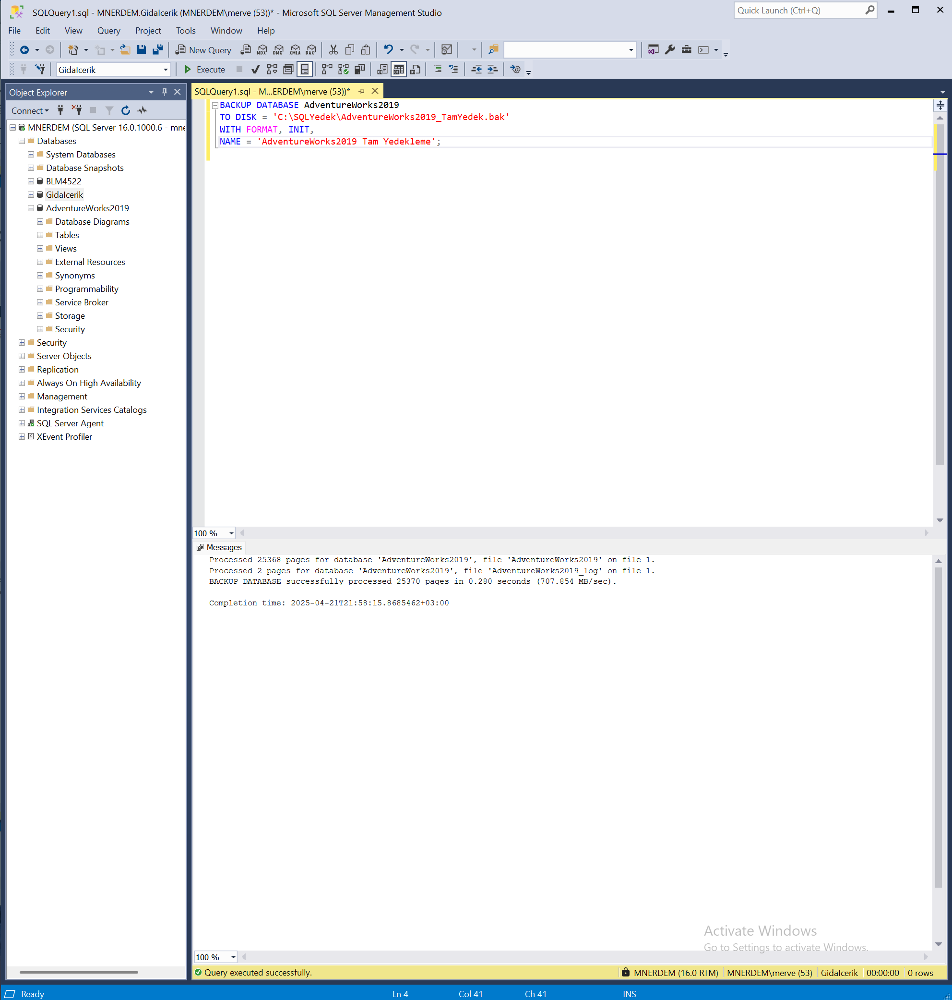 SQLQuery1.sql - MNERDEM.GidaIcerik (MNERDEM\merve (53))* - Microsoft SQL Server Management Studio
Quick Launch (Ctrl+Q)
File Edit View Query Project Tools Window Help
New Query MDX DMX XMLA DAX
GidaIcerik Execute
Object Explorer
Connect
MNERDEM (SQL Server 16.0.1000.6 - mne
Databases
System Databases
Database Snapshots
BLM4522
GidaIcerik
AdventureWorks2019
Database Diagrams
Tables
Views
External Resources
Synonyms
Programmability
Service Broker
Storage
Security
Security
Server Objects
Replication
Always On High Availability
Management
Integration Services Catalogs
SQL Server Agent
XEvent Profiler
SQLQuery1.sql - M...ERDEM\merve (53))*
BACKUP DATABASE AdventureWorks2019
TO DISK = 'C:\SQLYedek\AdventureWorks2019_TamYedek.bak'
WITH FORMAT, INIT,
NAME = 'AdventureWorks2019 Tam Yedekleme';
100 %
Messages
Processed 25368 pages for database 'AdventureWorks2019', file 'AdventureWorks2019' on file 1.
Processed 2 pages for database 'AdventureWorks2019', file 'AdventureWorks2019_log' on file 1.
BACKUP DATABASE successfully processed 25370 pages in 0.280 seconds (707.854 MB/sec).
Completion time: 2025-04-21T21:58:15.8685462+03:00
Activate Windows
Go to Settings to activate Windows.
100 %
Query executed successfully. MNERDEM (16.0 RTM) MNERDEM\merve (53) GidaIcerik 00:00:00 0 rows
Ready Ln 4 Col 41 Ch 41 INS